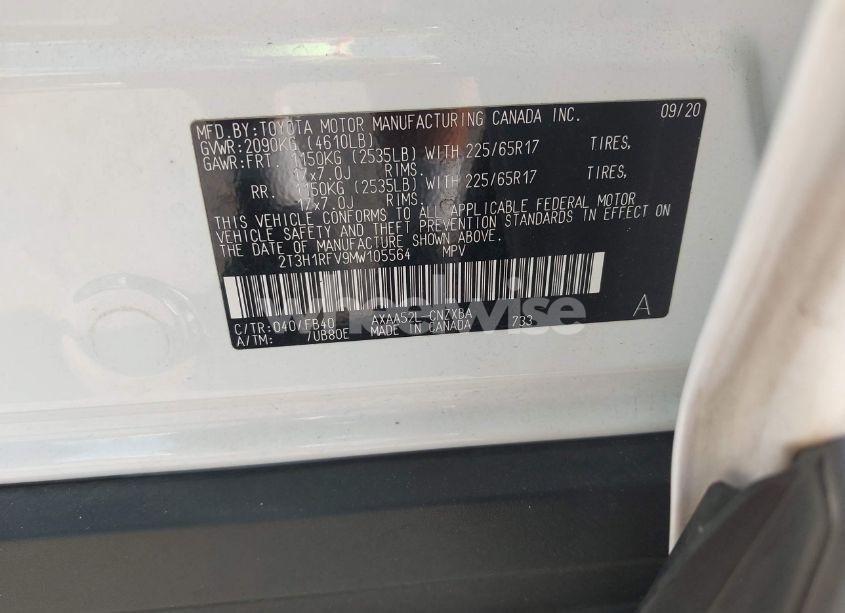 MFD.BY:TOYOTA MOTOR MANUFACTURING CANADA INC. 09/20
GVWR:2090KG (4610LB)
GAWR:FRT. 1150KG (2535LB) WITH 225/65R17 TIRES,
17x7.0J RIMS.
RR. 1150KG (2535LB) WITH 225/65R17 TIRES,
17x7.0J RIMS.
THIS VEHICLE CONFORMS TO ALL APPLICABLE FEDERAL MOTOR
VEHICLE SAFETY AND THEFT PREVENTION STANDARDS IN EFFECT ON
THE DATE OF MANUFACTURE SHOWN ABOVE.
2T3H1RFV9MW105564 MPV
wheelwise
C/TR:040/FB40 AXAA52L-CNZXBA 733 A
A/TM: /UB80E MADE IN CANADA